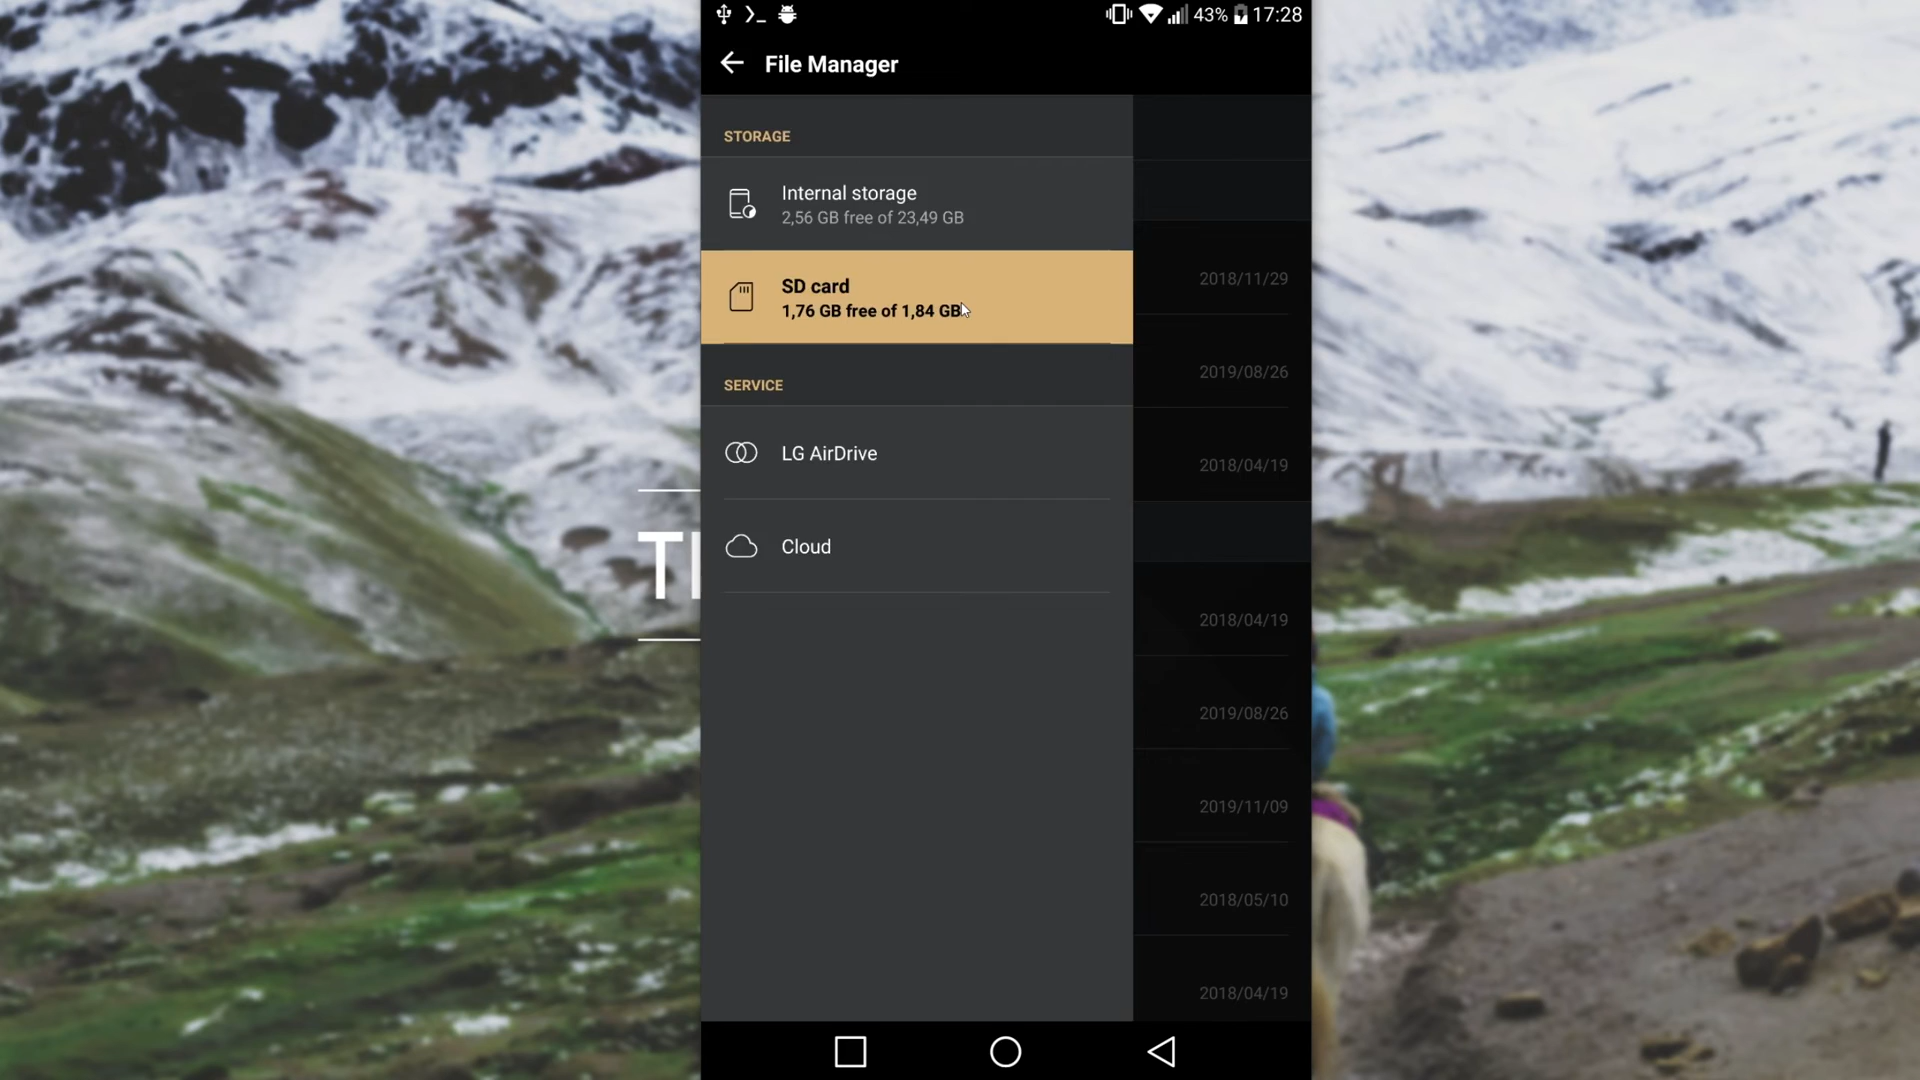 43% 17:28
File Manager
STORAGE
Internal storage
2,56 GB free of 23,49 GB
SD card
1,76 GB free of 1,84 GB
SERVICE
LG AirDrive
Cloud
2018/11/29
2019/08/26
2018/04/19
2018/04/19
2019/08/26
2019/11/09
2018/05/10
2018/04/19